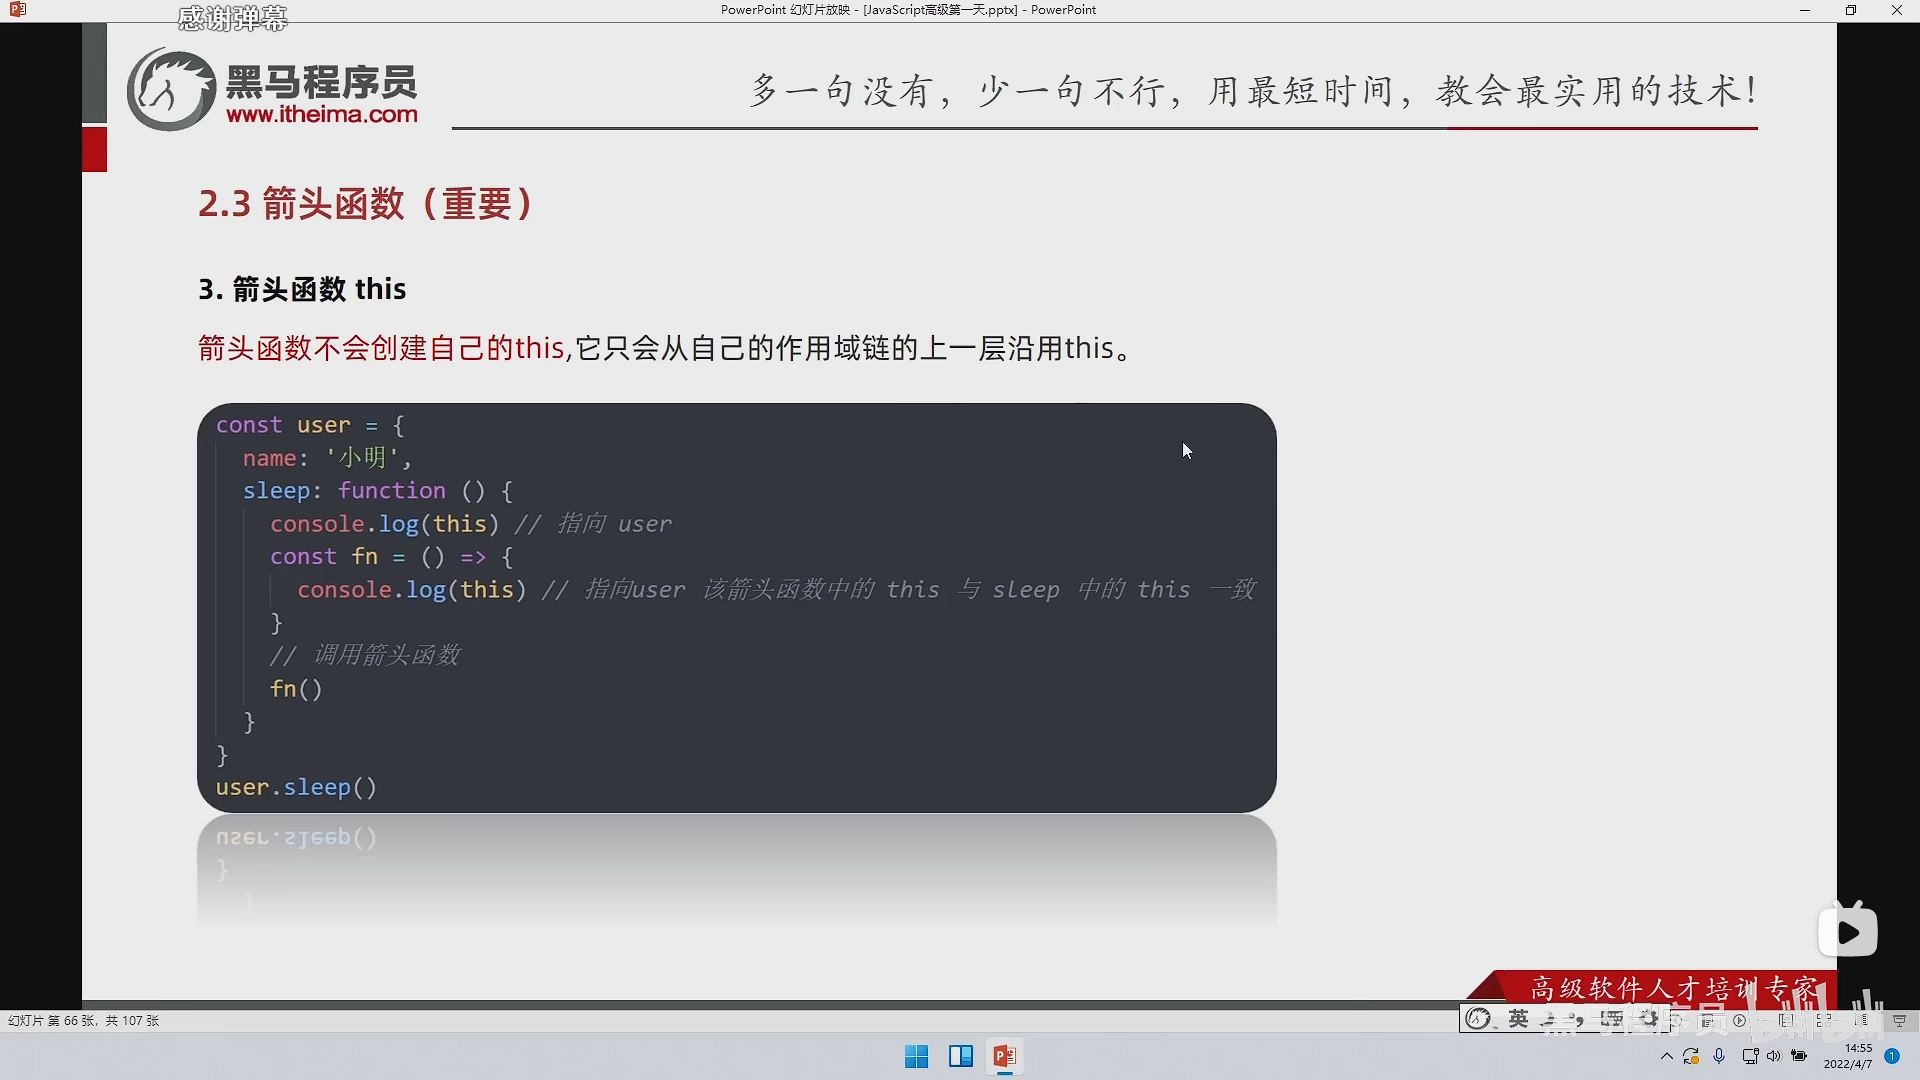 感谢弹幕
PowerPoint 幻灯片放映 - [JavaScript高级第一天.pptx] - PowerPoint
黑马程序员
www.itheima.com
多一句没有，少一句不行，用最短时间，教会最实用的技术！
2.3 箭头函数（重要）
3. 箭头函数 this
箭头函数不会创建自己的this,它只会从自己的作用域链的上一层沿用this。
const user = {
name: '小明',
sleep: function () {
console.log(this) // 指向 user
const fn = () => {
console.log(this) // 指向user 该箭头函数中的 this 与 sleep 中的 this 一致
}
// 调用箭头函数
fn()
}
}
user.sleep()
高级软件人才培训专家
幻灯片 第 66 张，共 107 张
英
黑马程序员
14:55
2022/4/7
1